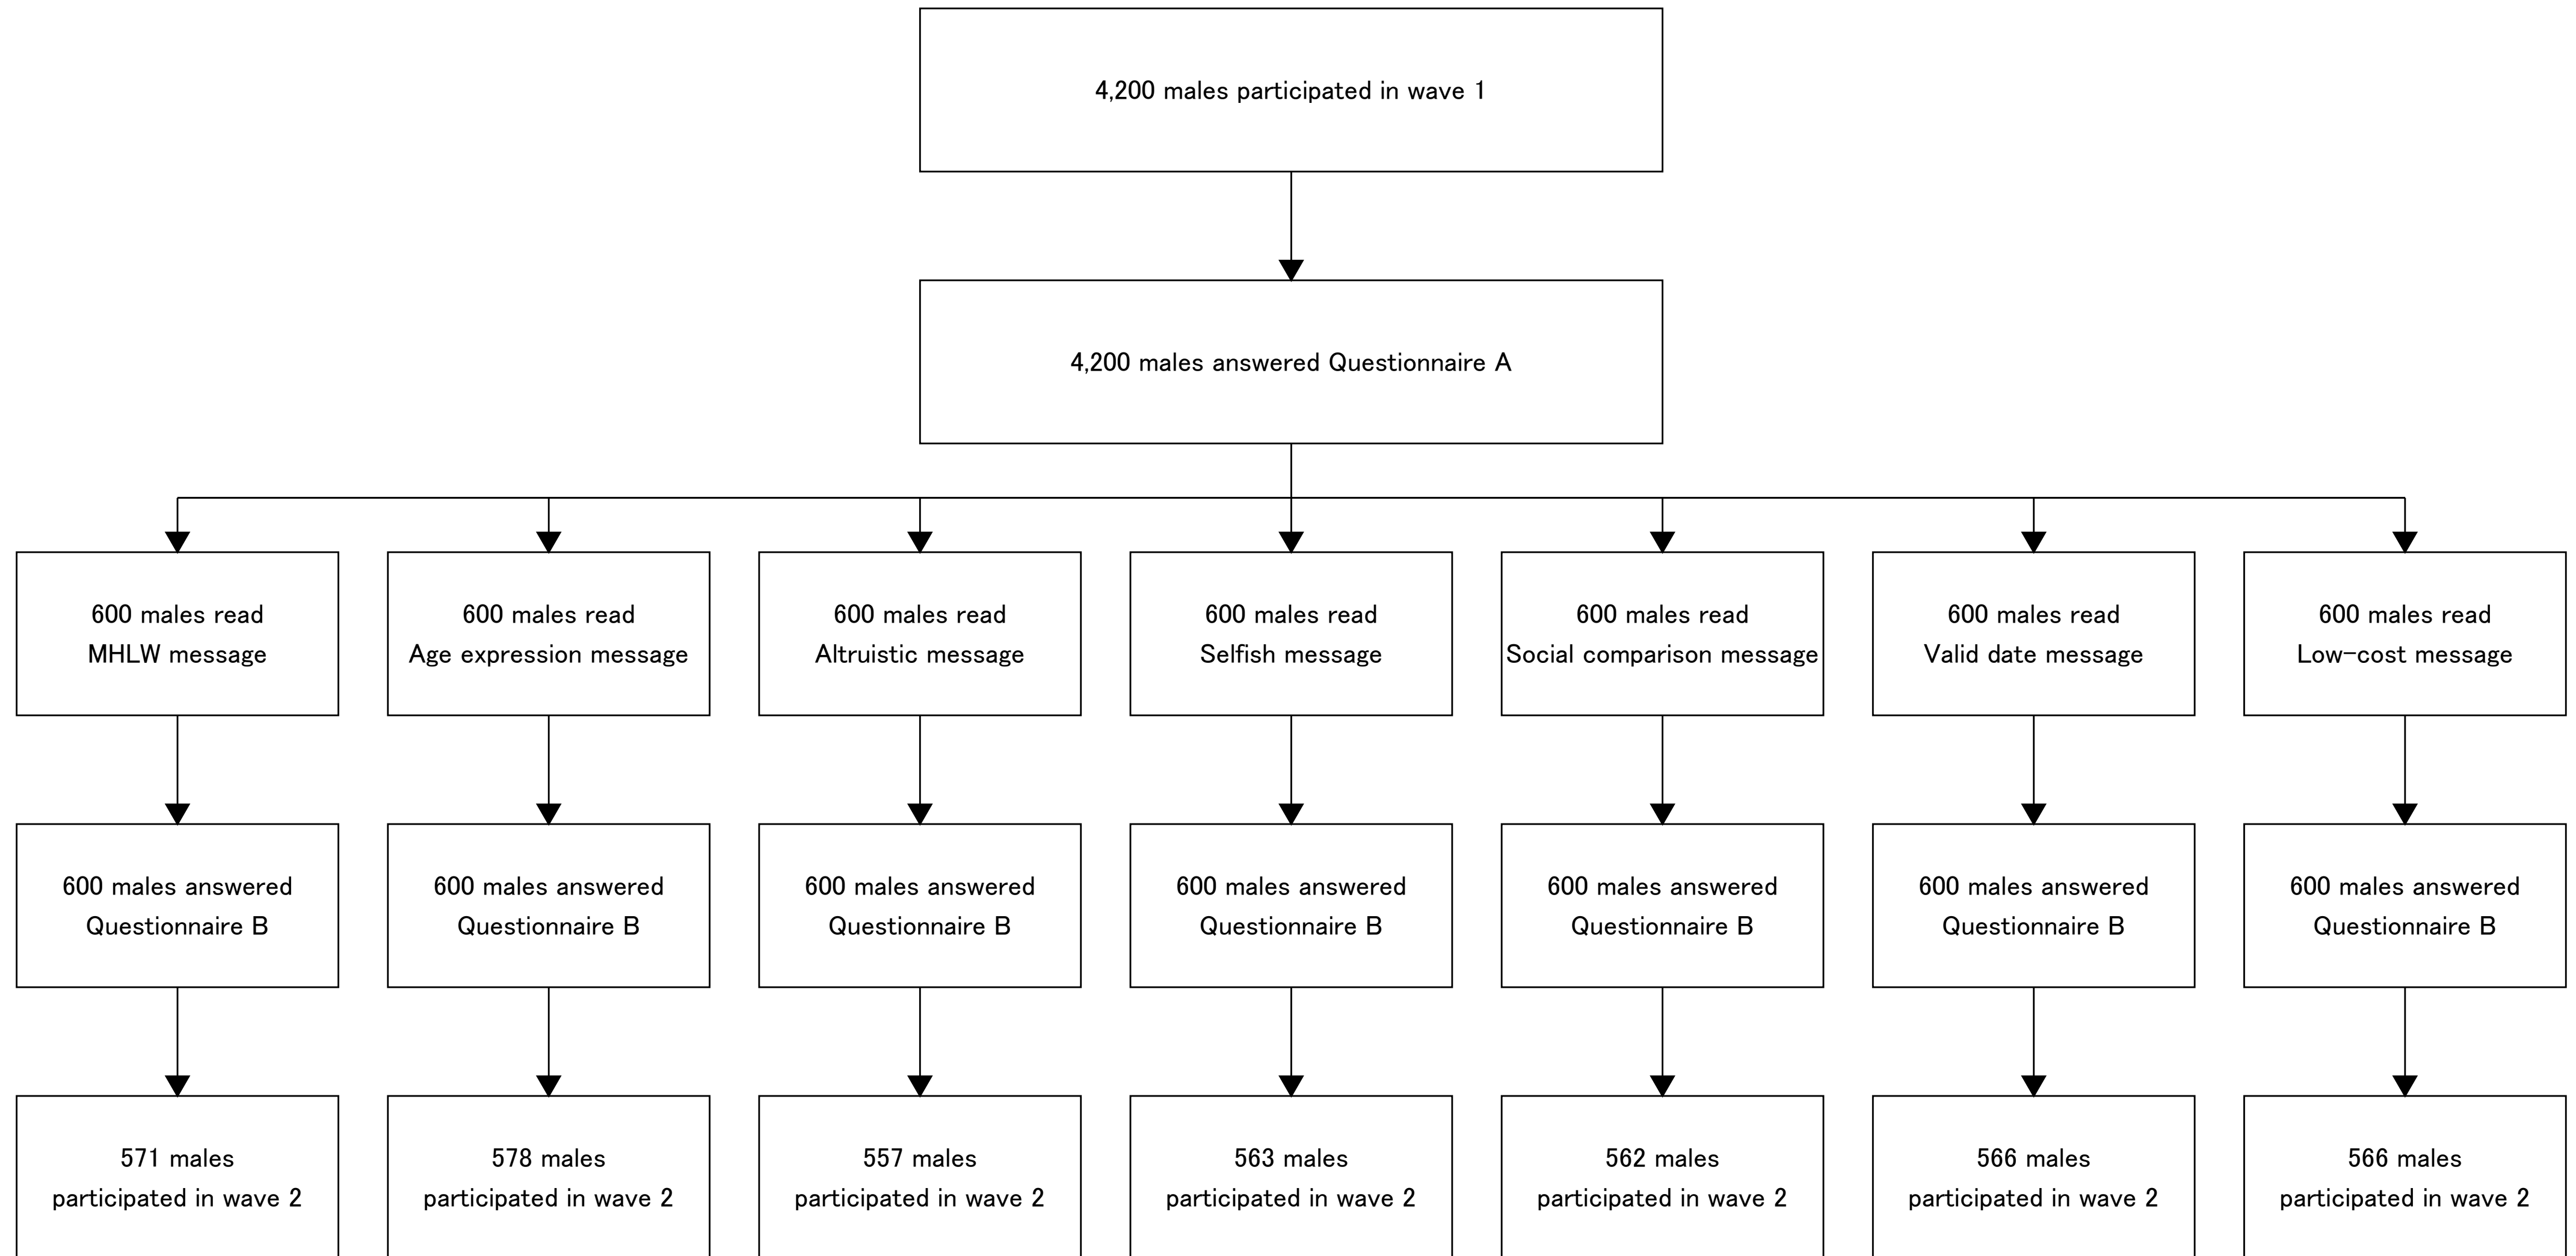 4,200 males participated in wave 1
4,200 males answered Questionnaire A
600 males read
MHLW message
600 males read
Age expression message
600 males read
Altruistic message
600 males read
Selfish message
600 males read
Social comparison message
600 males read
Valid date message
600 males read
Low-cost message
600 males answered
Questionnaire B
600 males answered
Questionnaire B
600 males answered
Questionnaire B
600 males answered
Questionnaire B
600 males answered
Questionnaire B
600 males answered
Questionnaire B
600 males answered
Questionnaire B
571 males
participated in wave 2
578 males
participated in wave 2
557 males
participated in wave 2
563 males
participated in wave 2
562 males
participated in wave 2
566 males
participated in wave 2
566 males
participated in wave 2